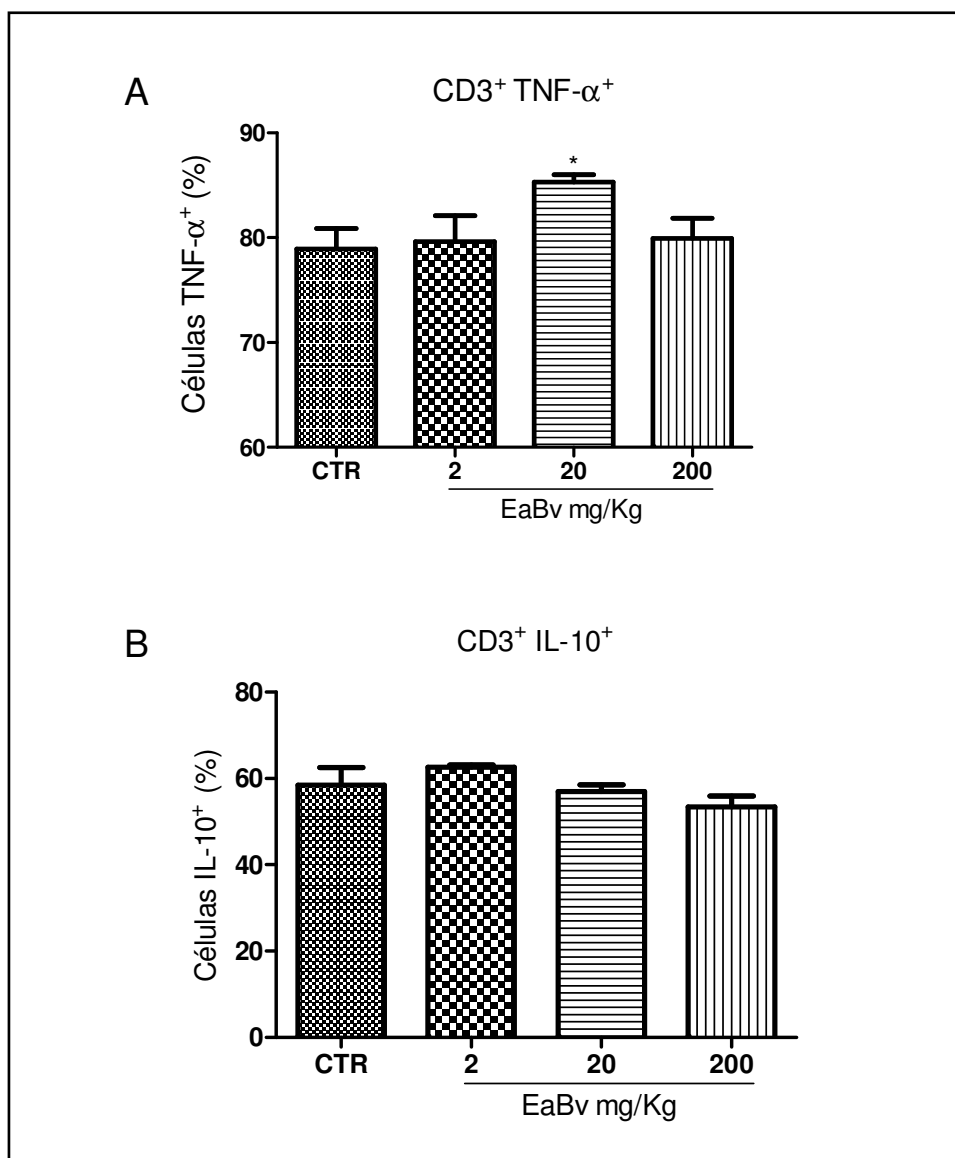 A
CD3⁺ TNF-α⁺
Células TNF-α⁺ (%)
90
80
70
60
*
CTR
2
20
200
EaBv mg/Kg
B
CD3⁺ IL-10⁺
Células IL-10⁺ (%)
80
60
40
20
0
CTR
2
20
200
EaBv mg/Kg